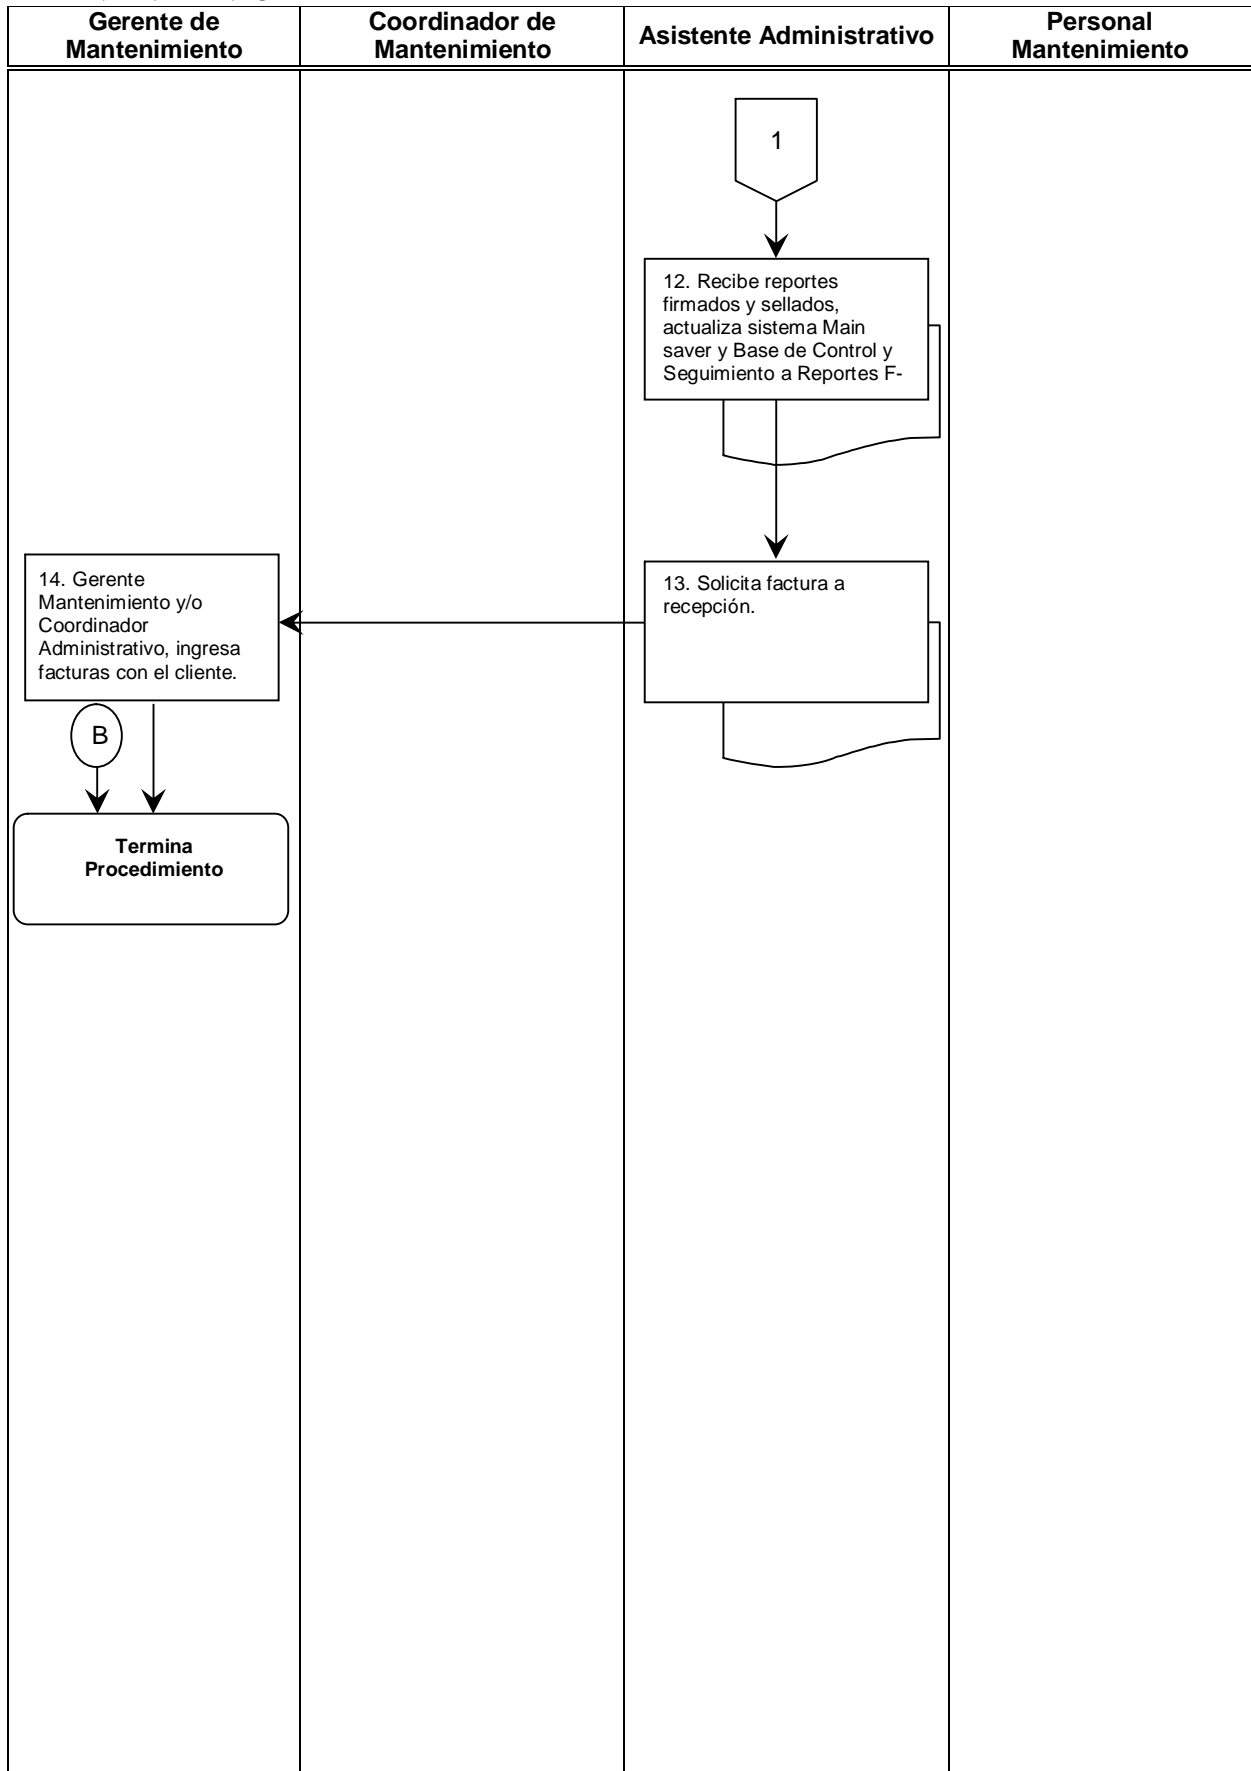 Gerente de
Mantenimiento
Coordinador de
Mantenimiento
Asistente Administrativo
Personal
Mantenimiento
1
12. Recibe reportes
firmados y sellados,
actualiza sistema Main
saver y Base de Control y
Seguimiento a Reportes F-
13. Solicita factura a
recepción.
14. Gerente
Mantenimiento y/o
Coordinador
Administrativo, ingresa
facturas con el cliente.
B
Termina
Procedimiento